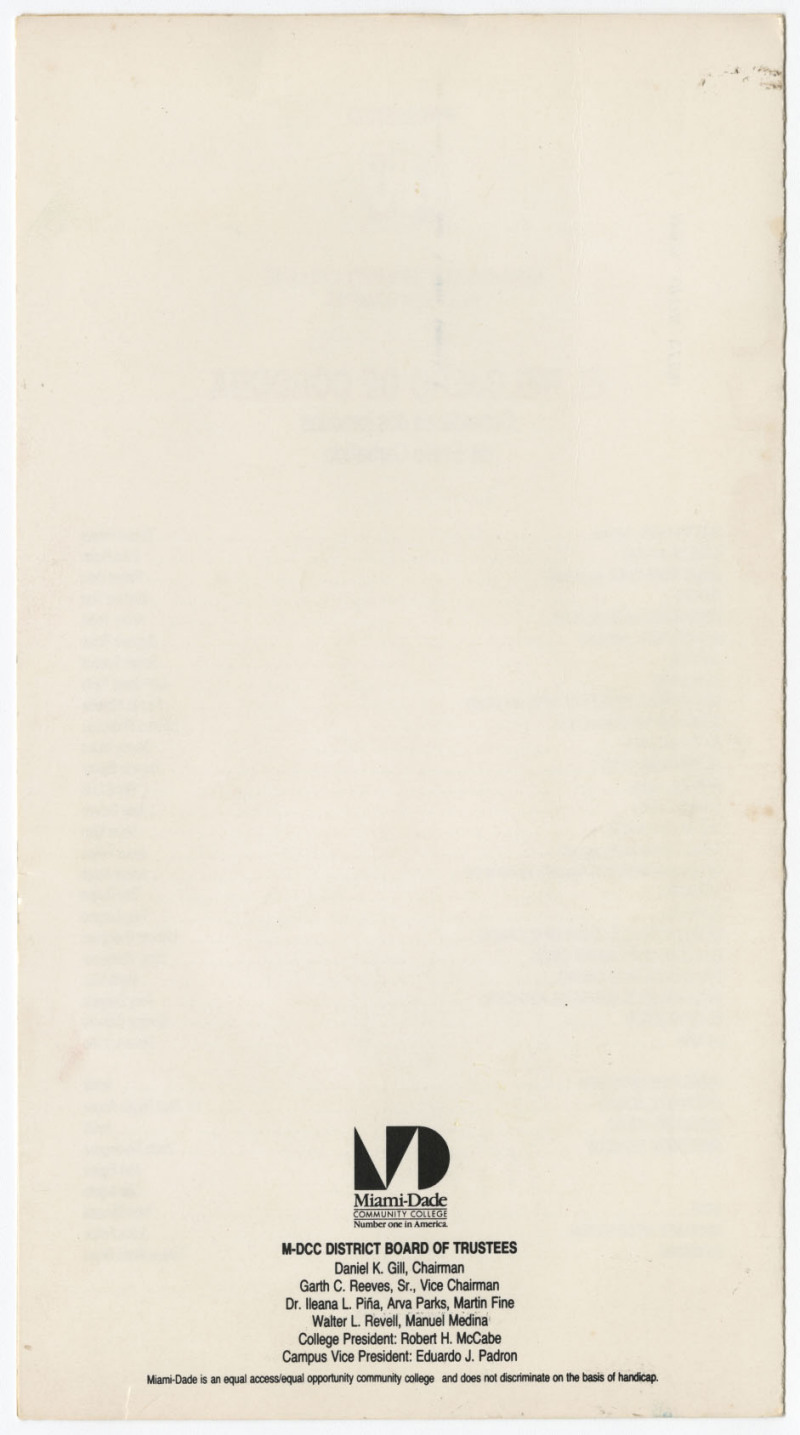 Miami-Dade
COMMUNITY COLLEGE
Number one in America.
M-DCC DISTRICT BOARD OF TRUSTEES
Daniel K. Gill, Chairman
Garth C. Reeves, Sr., Vice Chairman
Dr. Ileana L. Piña, Arva Parks, Martin Fine
Walter L. Revell, Manuel Medina
College President: Robert H. McCabe
Campus Vice President: Eduardo J. Padron
Miami-Dade is an equal access/equal opportunity community college and does not discriminate on the basis of handicap.